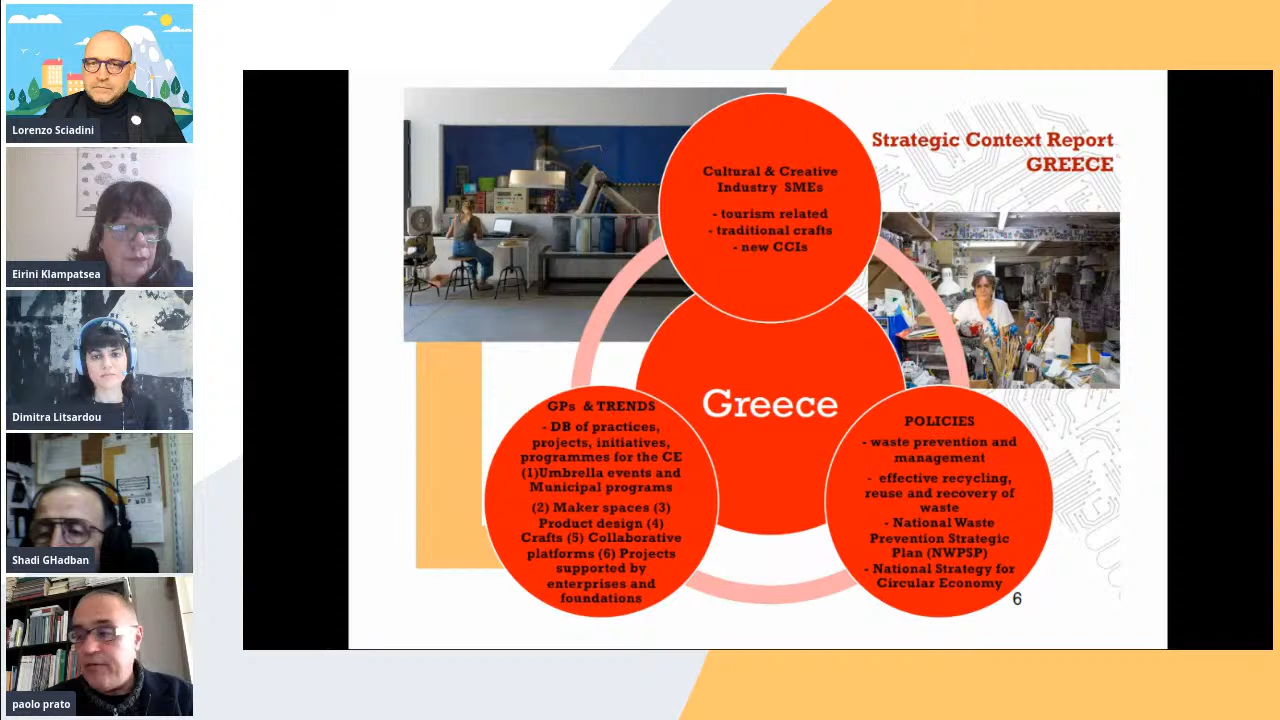 Lorenzo Sciadini
Eirini Klampatsea
Dimitra Litsardou
Shadi GHadban
paolo prato
Strategic Context Report
GREECE
Cultural & Creative
Industry SMEs
- tourism related
- traditional crafts
- new CCIs
Greece
GPs & TRENDS
- DB of practices,
projects, initiatives,
programmes for the CE
(1)Umbrella events and
Municipal programs
(2) Maker spaces (3)
Product design (4)
Crafts (5) Collaborative
platforms (6) Projects
supported by
enterprises and
foundations
POLICIES
- waste prevention and
management
- effective recycling,
reuse and recovery of
waste
- National Waste
Prevention Strategic
Plan (NWPSP)
- National Strategy for
Circular Economy
6